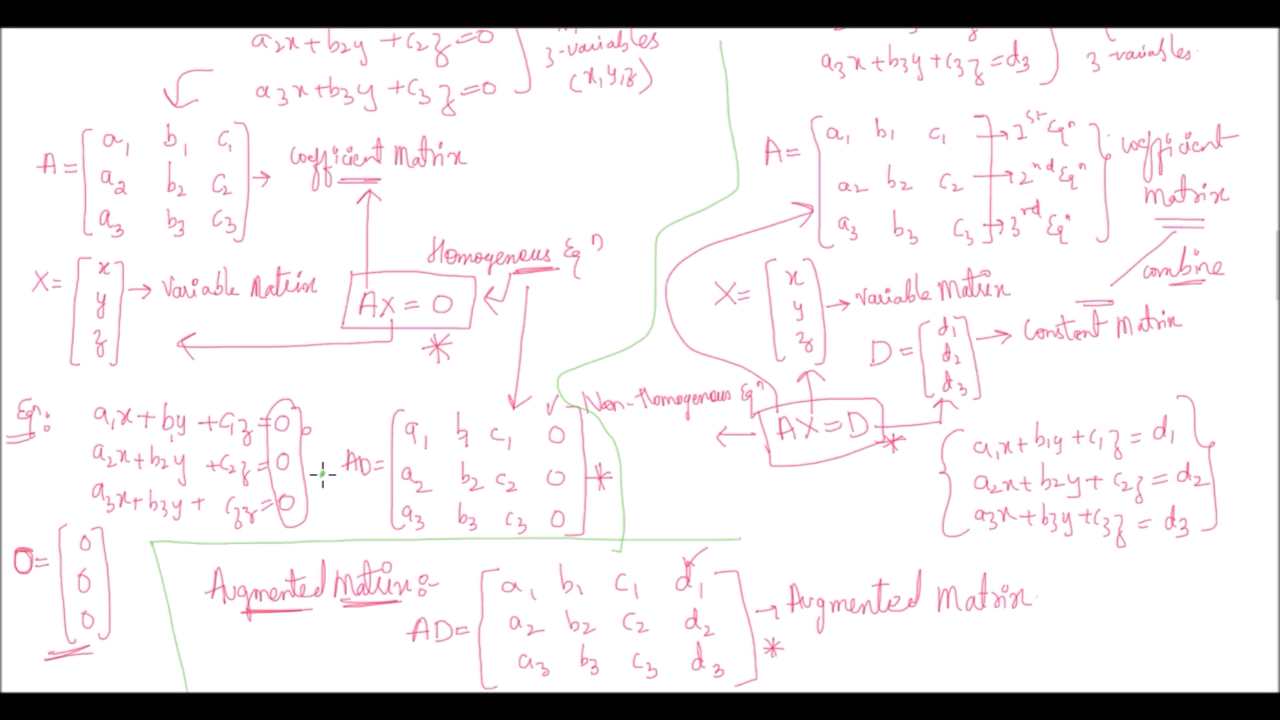 a2x + b2y + c2z = 0
3-variables
a3x + b3y + c3z = 0
(x, y, z)
A = [ a1 b1 c1
a2 b2 c2
a3 b3 c3 ] → coefficient Matrix
X = [ x
y
z ] → Variable Matrix
Homogenous Eqn
AX = 0
*
Eqn:
a1x + by + c1z = 0
1
a2x + b2y + c2z = 0
a3x + b3y + c3z = 0
AD = [ a1 b1 c1 0
a2 b2 c2 0
a3 b3 c3 0 ] *
O = [ 0
0
0 ]
a3x + b3y + c3z = d3
3-variables
A = [ a1 b1 c1 ] → 1st Eqn
a2 b2 c2 → 2nd Eqn
a3 b3 c3 → 3rd Eqn
coefficient
Matrix
combine
X = [ x
y
z ] → Variable Matrix
D = [ d1
d2
d3 ] → Constant Matrix
Non-Homogenous Eqn
AX = D *
a1x + b1y + c1z = d1
a2x + b2y + c2z = d2
a3x + b3y + c3z = d3
Augmented Matrix:-
AD = [ a1 b1 c1 d1
a2 b2 c2 d2
a3 b3 c3 d3 ] → Augmented Matrix
*